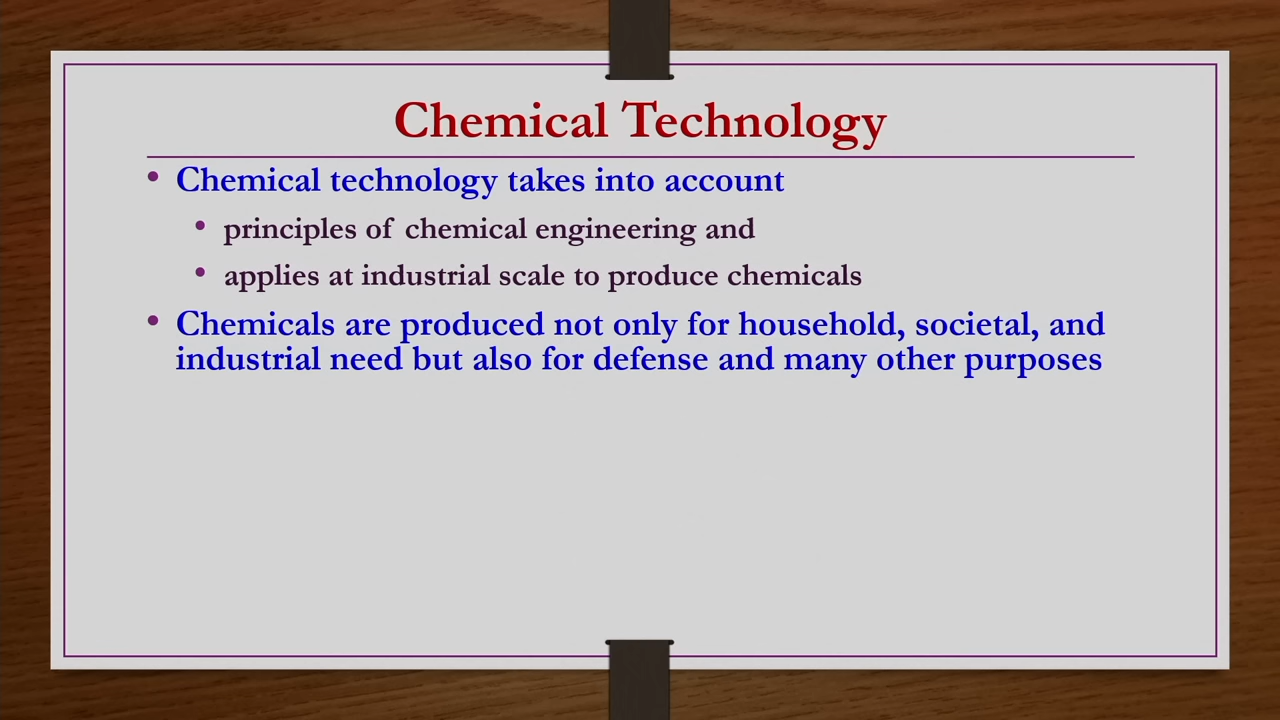 Chemical Technology
• Chemical technology takes into account
• principles of chemical engineering and
• applies at industrial scale to produce chemicals
• Chemicals are produced not only for household, societal, and
industrial need but also for defense and many other purposes